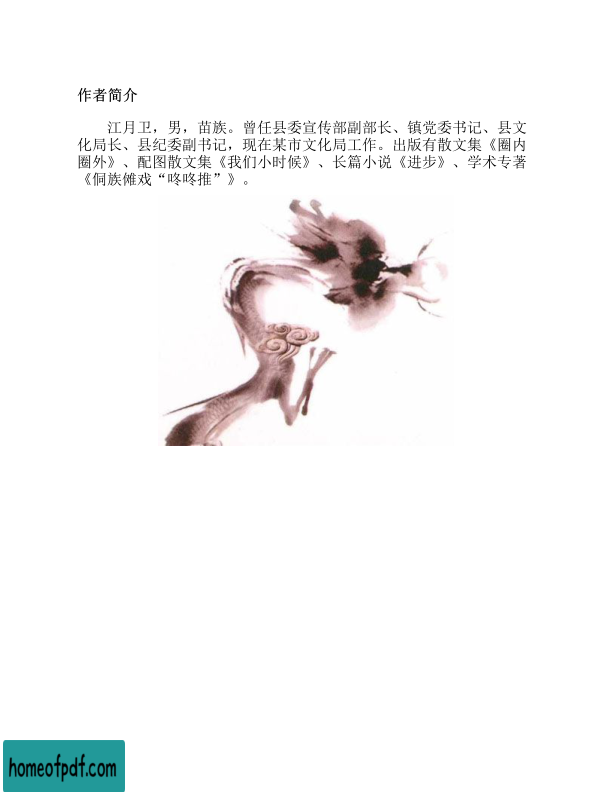 作者简介
江月卫，男，苗族。曾任县委宣传部副部长、镇党委书记、县文
化局长、县纪委副书记，现在某市文化局工作。出版有散文集《圈内
圈外》、配图散文集《我们小时候》、长篇小说《进步》、学术专著
《侗族傩戏“咚咚推”》。
homeofpdf.com